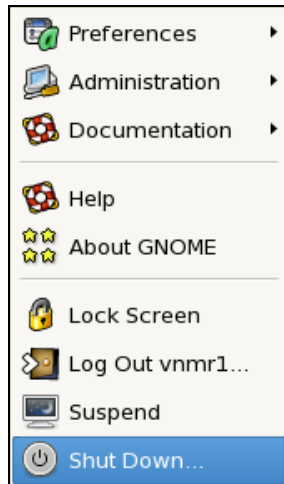 Preferences
Administration
Documentation
Help
About GNOME
Lock Screen
Log Out vnmr1...
Suspend
Shut Down...